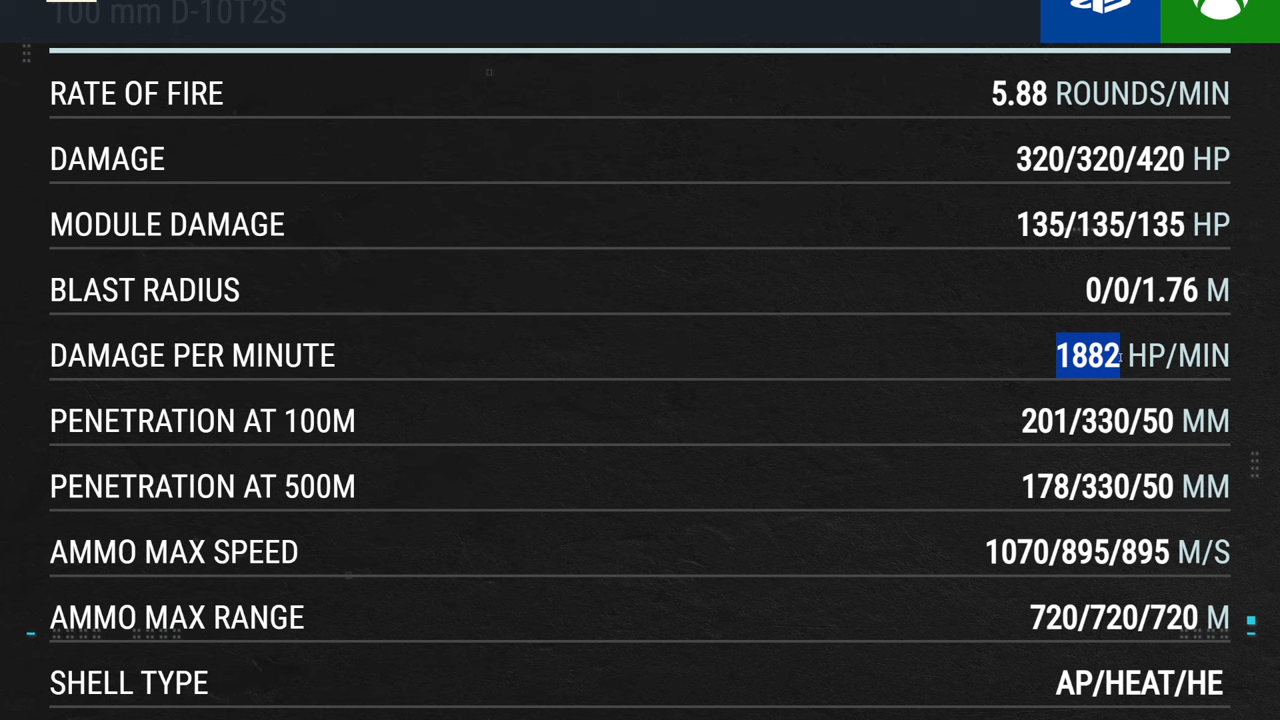 100 mm D-10T2S
RATE OF FIRE 5.88 ROUNDS/MIN
DAMAGE 320/320/420 HP
MODULE DAMAGE 135/135/135 HP
BLAST RADIUS 0/0/1.76 M
DAMAGE PER MINUTE 1882 HP/MIN
PENETRATION AT 100M 201/330/50 MM
PENETRATION AT 500M 178/330/50 MM
AMMO MAX SPEED 1070/895/895 M/S
AMMO MAX RANGE 720/720/720 M
SHELL TYPE AP/HEAT/HE